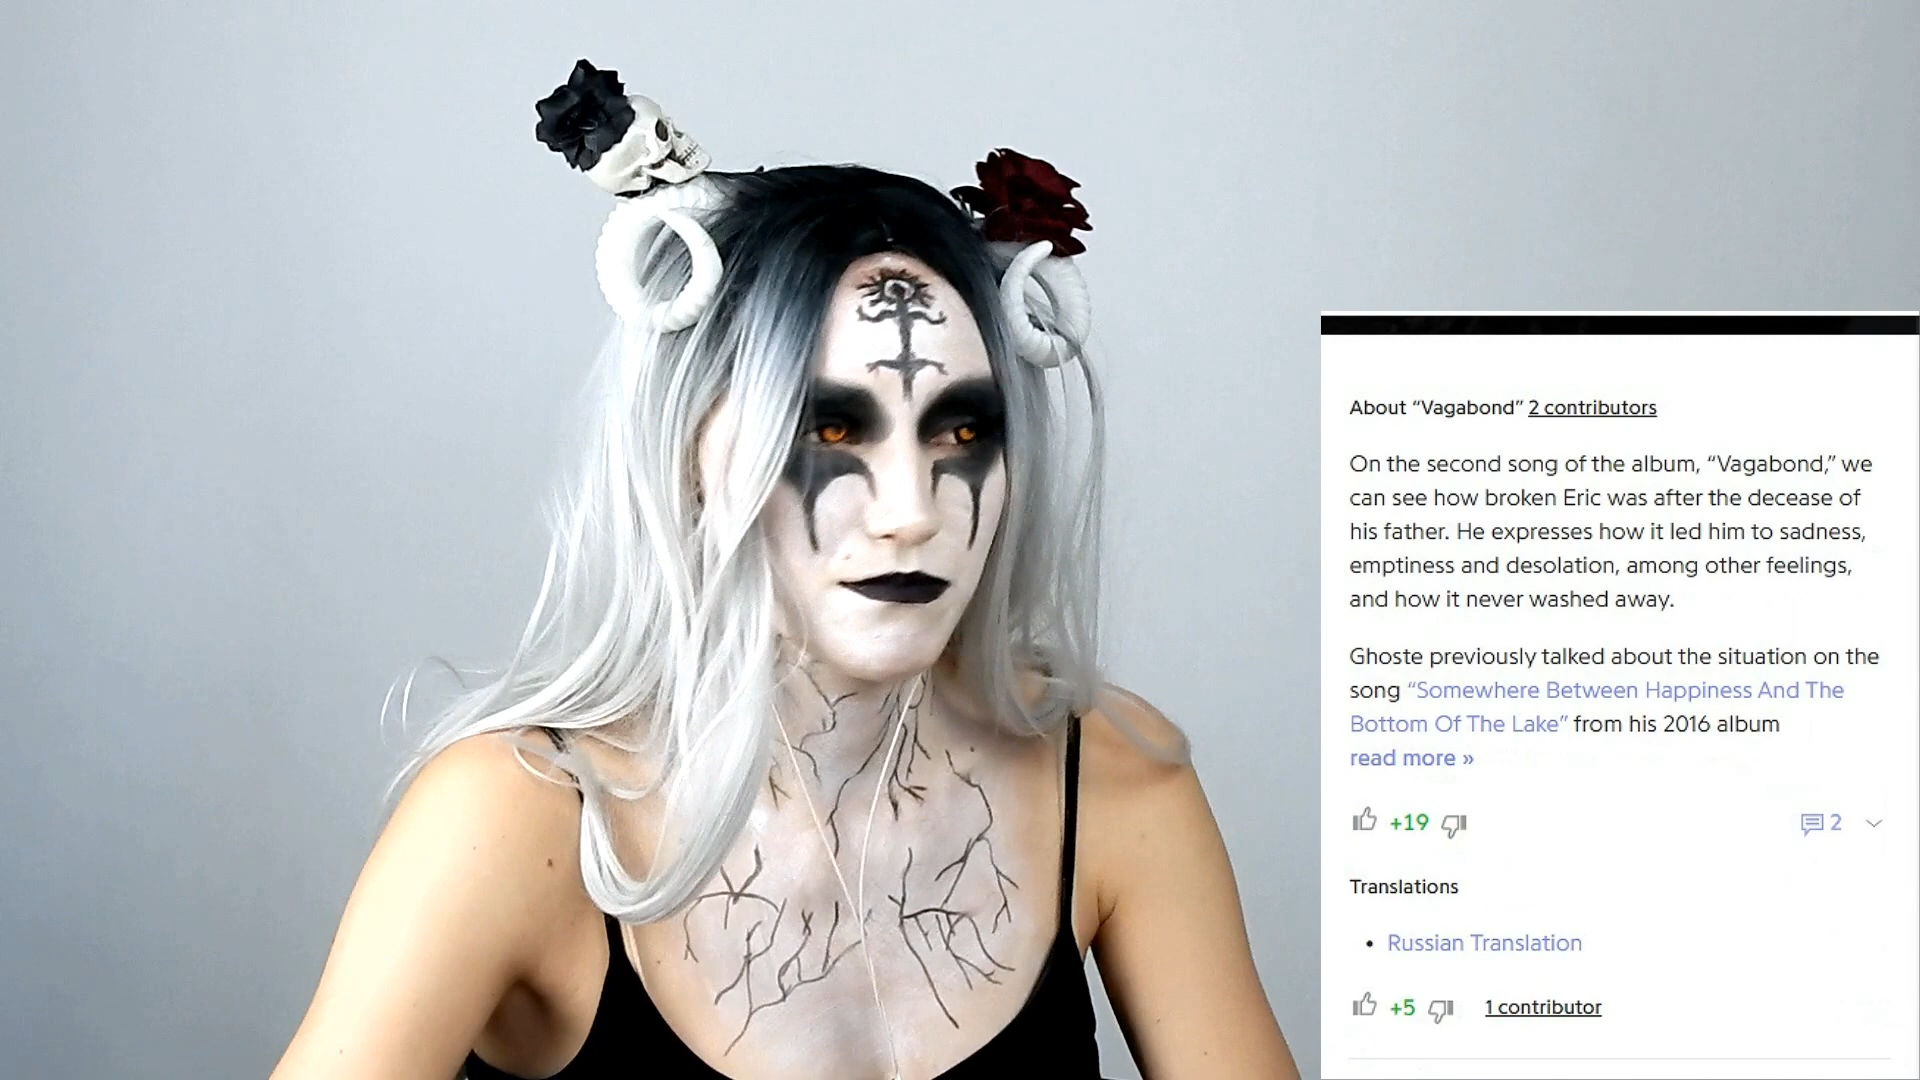 About “Vagabond” 2 contributors
On the second song of the album, “Vagabond,” we
can see how broken Eric was after the decease of
his father. He expresses how it led him to sadness,
emptiness and desolation, among other feelings,
and how it never washed away.
Ghoste previously talked about the situation on the
song “Somewhere Between Happiness And The
Bottom Of The Lake” from his 2016 album
read more »
+19
2
Translations
• Russian Translation
+5 1 contributor